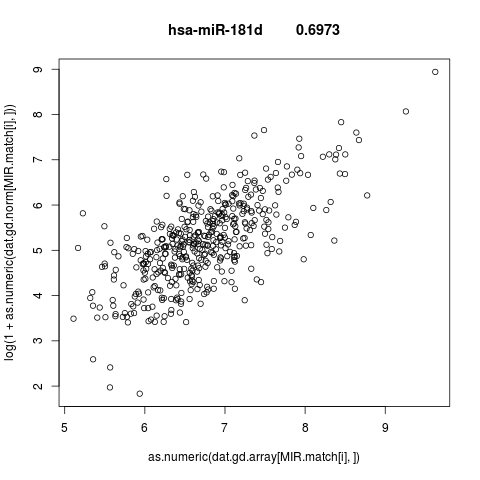 hsa-miR-181d 0.6973
log(1 + as.numeric(dat.gd.norm[MIR.match[i], ]))
9
8
7
6
5
4
3
2
5 6 7 8 9
as.numeric(dat.gd.array[MIR.match[i], ])